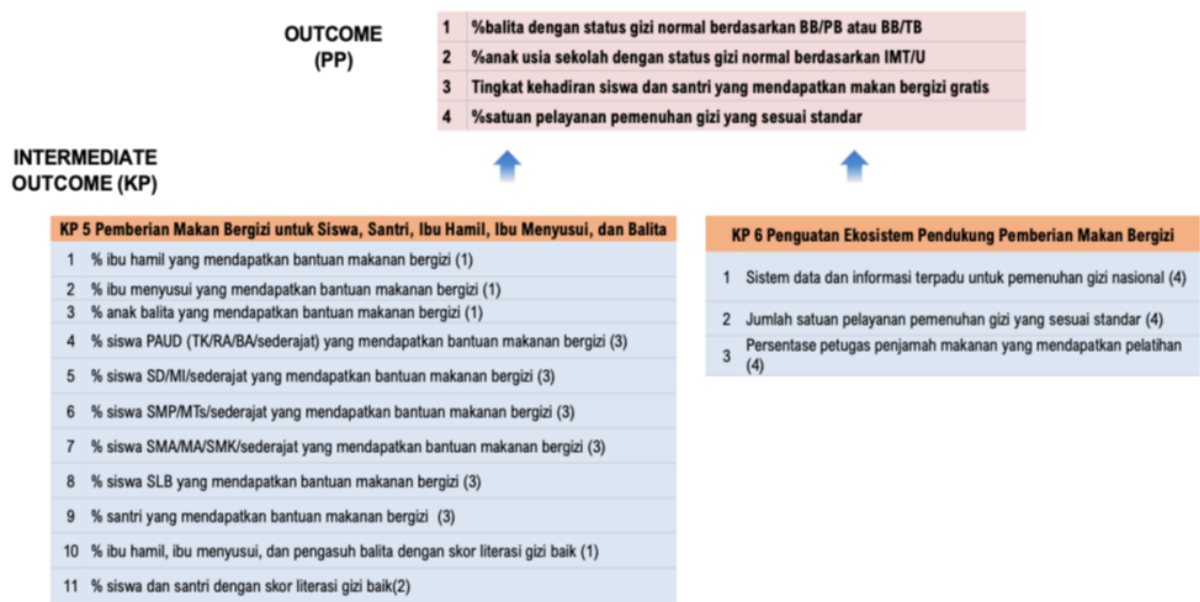 OUTCOME
(PP)
1 %balita dengan status gizi normal berdasarkan BB/PB atau BB/TB
2 %anak usia sekolah dengan status gizi normal berdasarkan IMT/U
3 Tingkat kehadiran siswa dan santri yang mendapatkan makan bergizi gratis
4 %satuan pelayanan pemenuhan gizi yang sesuai standar
INTERMEDIATE
OUTCOME (KP)
KP 5 Pemberian Makan Bergizi untuk Siswa, Santri, Ibu Hamil, Ibu Menyusui, dan Balita
1 % ibu hamil yang mendapatkan bantuan makanan bergizi (1)
2 % ibu menyusui yang mendapatkan bantuan makanan bergizi (1)
3 % anak balita yang mendapatkan bantuan makanan bergizi (1)
4 % siswa PAUD (TK/RA/BA/sederajat) yang mendapatkan bantuan makanan bergizi (3)
5 % siswa SD/MI/sederajat yang mendapatkan bantuan makanan bergizi (3)
6 % siswa SMP/MTs/sederajat yang mendapatkan bantuan makanan bergizi (3)
7 % siswa SMA/MA/SMK/sederajat yang mendapatkan bantuan makanan bergizi (3)
8 % siswa SLB yang mendapatkan bantuan makanan bergizi (3)
9 % santri yang mendapatkan bantuan makanan bergizi (3)
10 % ibu hamil, ibu menyusui, dan pengasuh balita dengan skor literasi gizi baik (1)
11 % siswa dan santri dengan skor literasi gizi baik(2)
KP 6 Penguatan Ekosistem Pendukung Pemberian Makan Bergizi
1 Sistem data dan informasi terpadu untuk pemenuhan gizi nasional (4)
2 Jumlah satuan pelayanan pemenuhan gizi yang sesuai standar (4)
3 Persentase petugas penjamah makanan yang mendapatkan pelatihan
(4)